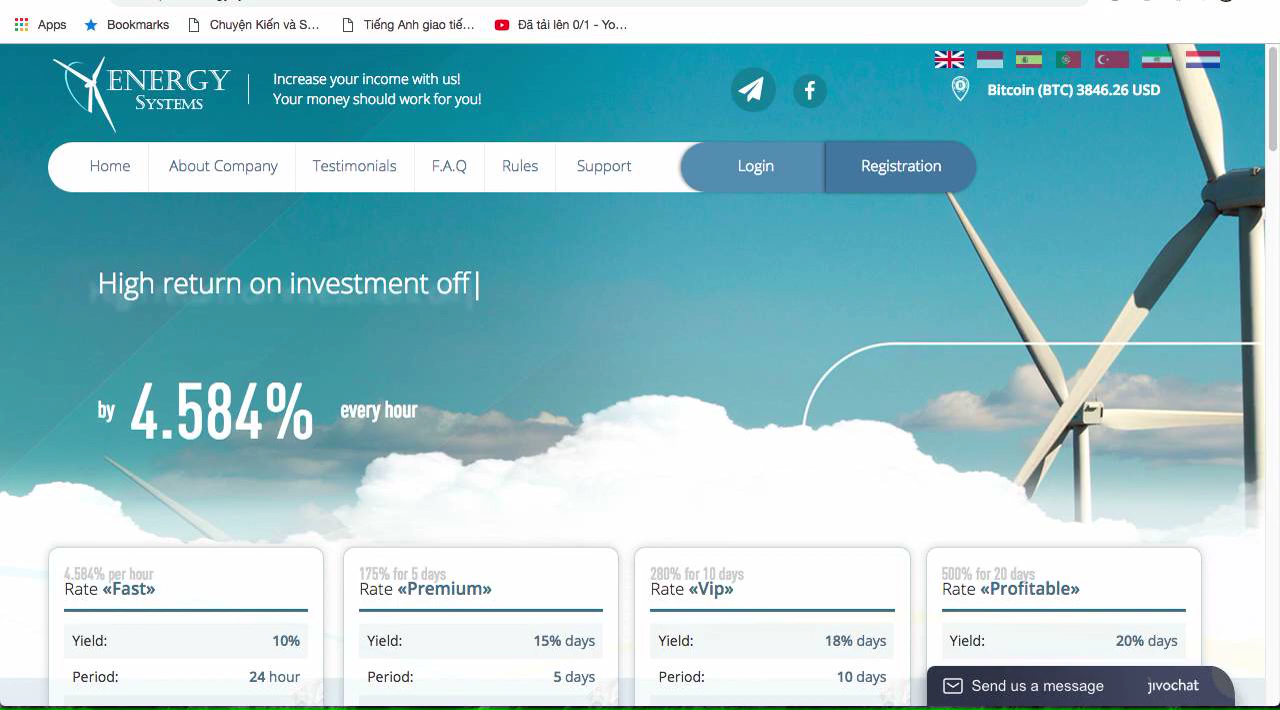 Apps
Bookmarks
Chuyện Kiến và S...
Tiếng Anh giao tiế...
Đã tải lên 0/1 - Yo...
ENERGY
SYSTEMS
Increase your income with us!
Your money should work for you!
Bitcoin (BTC) 3846.26 USD
Home
About Company
Testimonials
F.A.Q
Rules
Support
Login
Registration
High return on investment off|
by 4.584% every hour
4.584% per hour
Rate «Fast»
Yield: 10%
Period: 24 hour
175% for 5 days
Rate «Premium»
Yield: 15% days
Period: 5 days
280% for 10 days
Rate «Vip»
Yield: 18% days
Period: 10 days
500% for 20 days
Rate «Profitable»
Yield: 20% days
Send us a message
jivochat